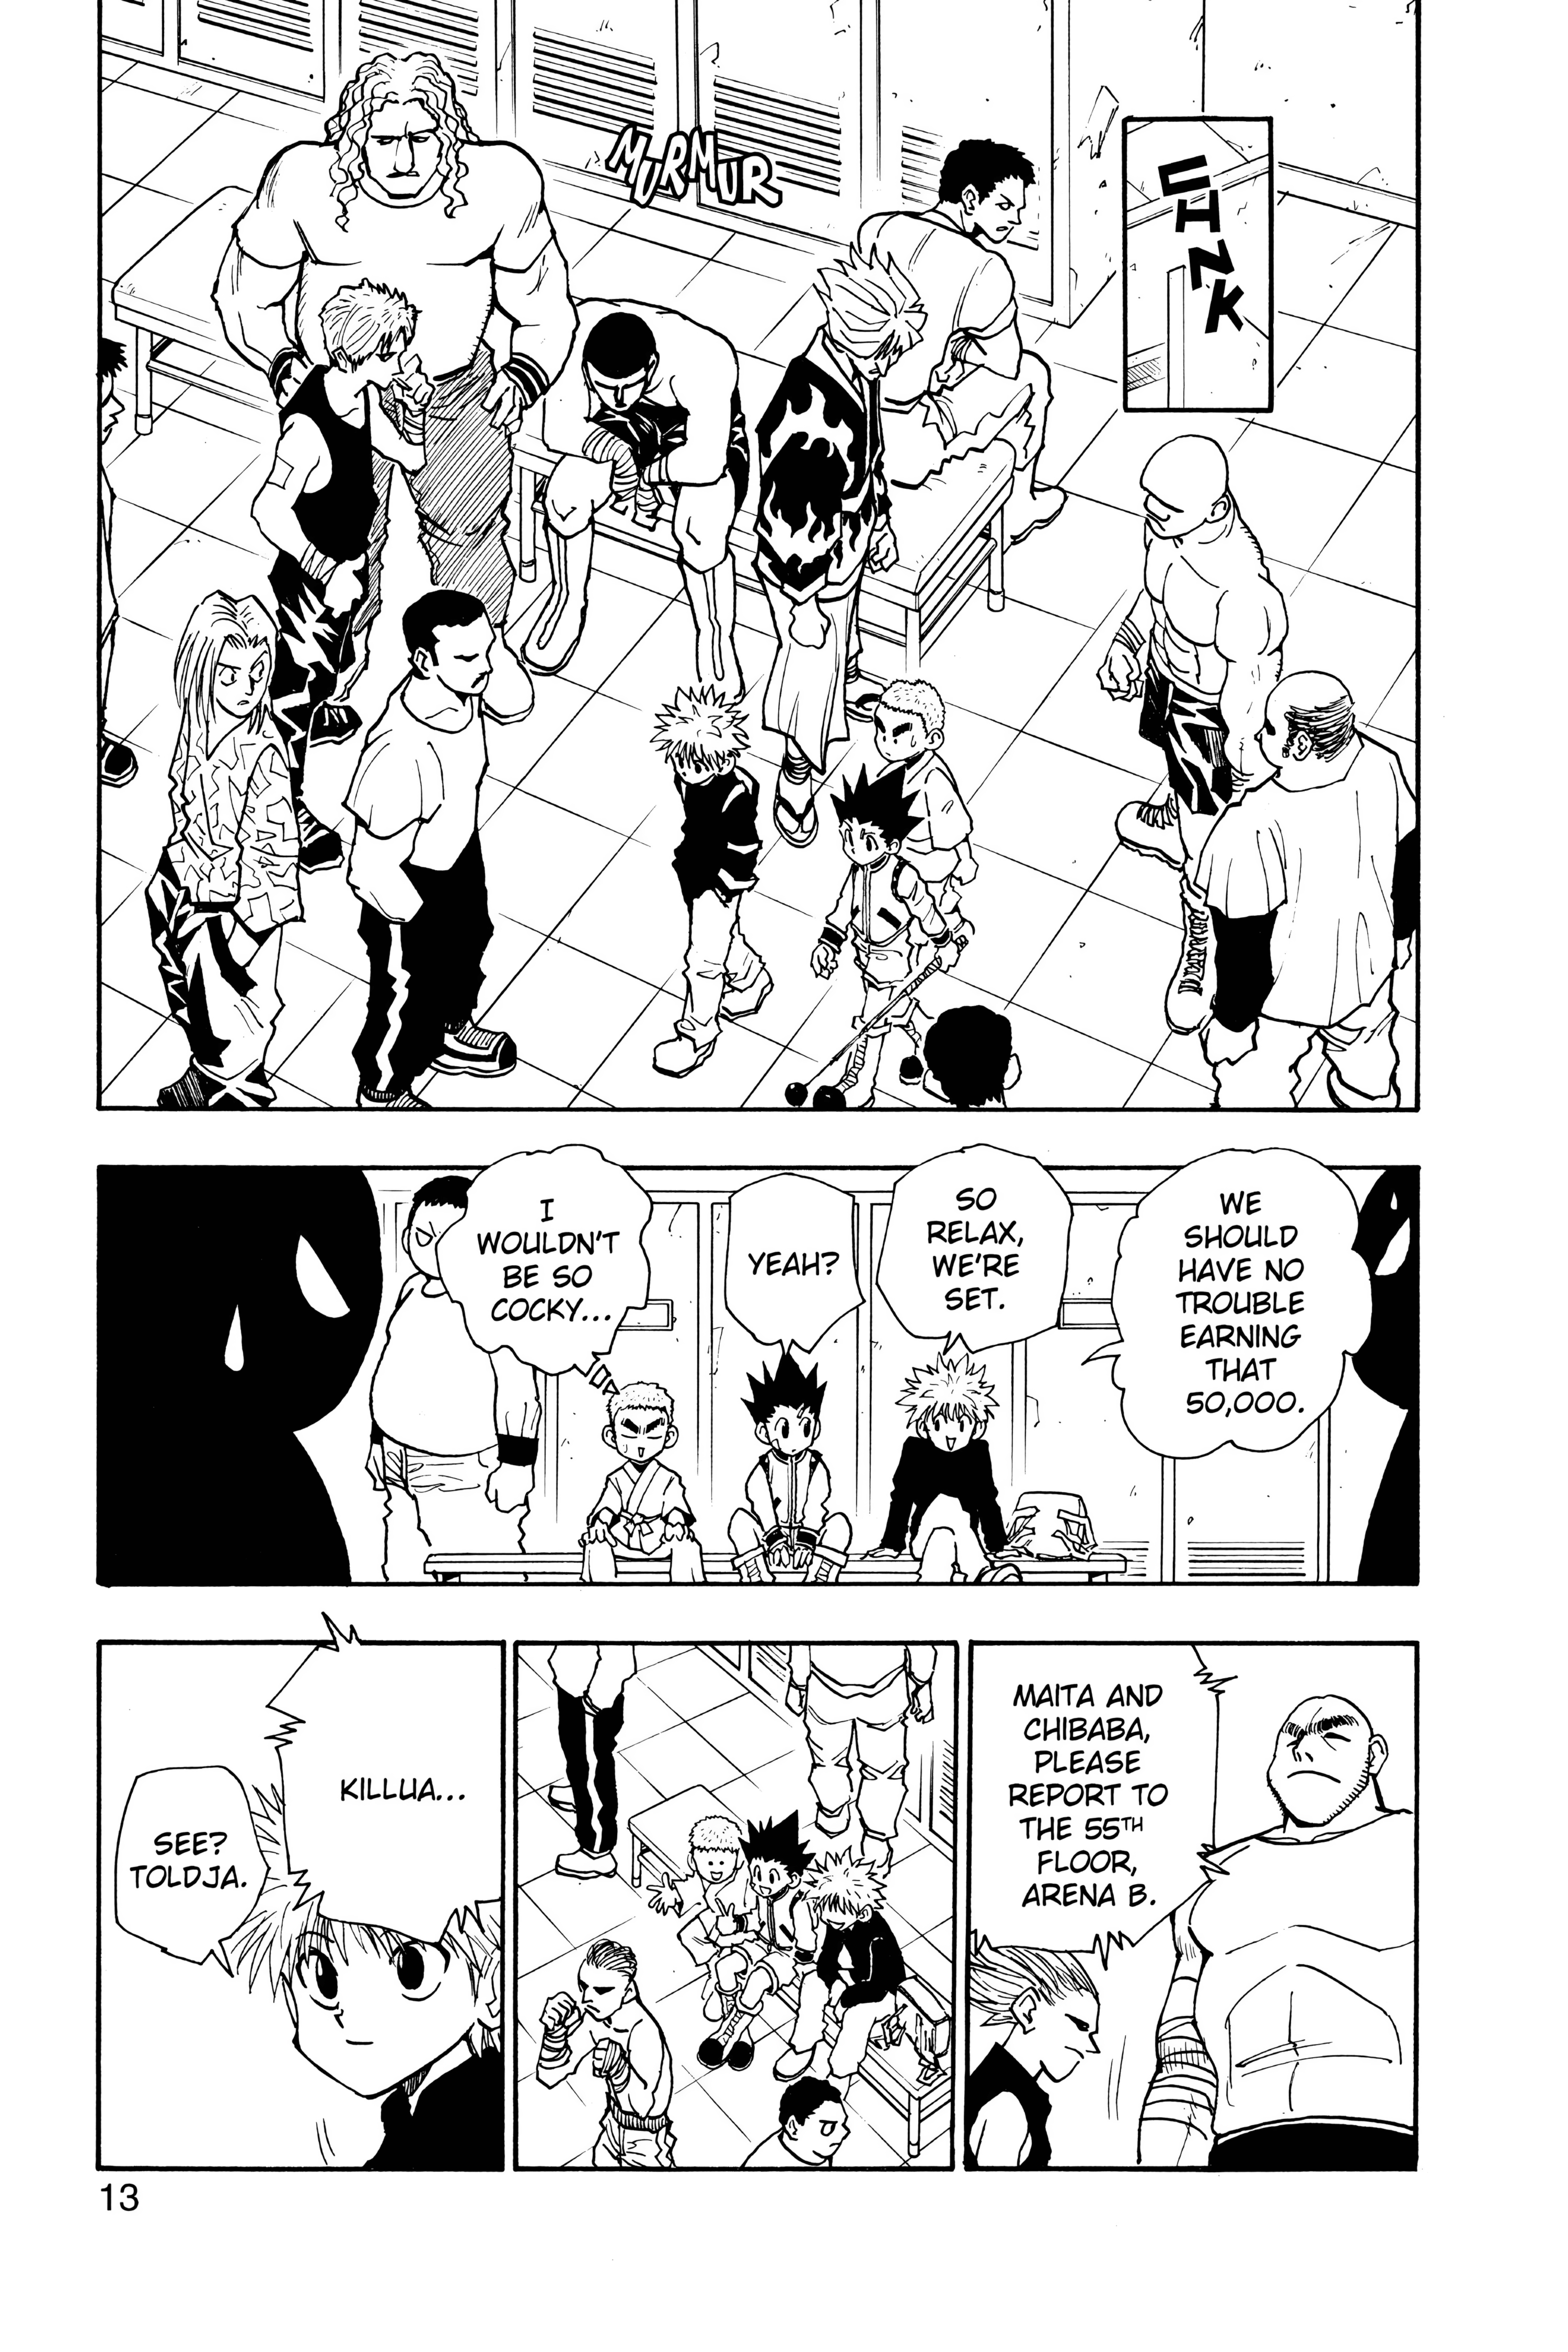 CHNK
MURMUR
WE
SHOULD
HAVE NO
TROUBLE
EARNING
THAT
50,000.
SO
RELAX,
WE'RE
SET.
YEAH?
I
WOULDN'T
BE SO
COCKY...
MAITA AND
CHIBABA,
PLEASE
REPORT TO
THE 55TH
FLOOR,
ARENA B.
KILLUA...
SEE?
TOLDJA.
13